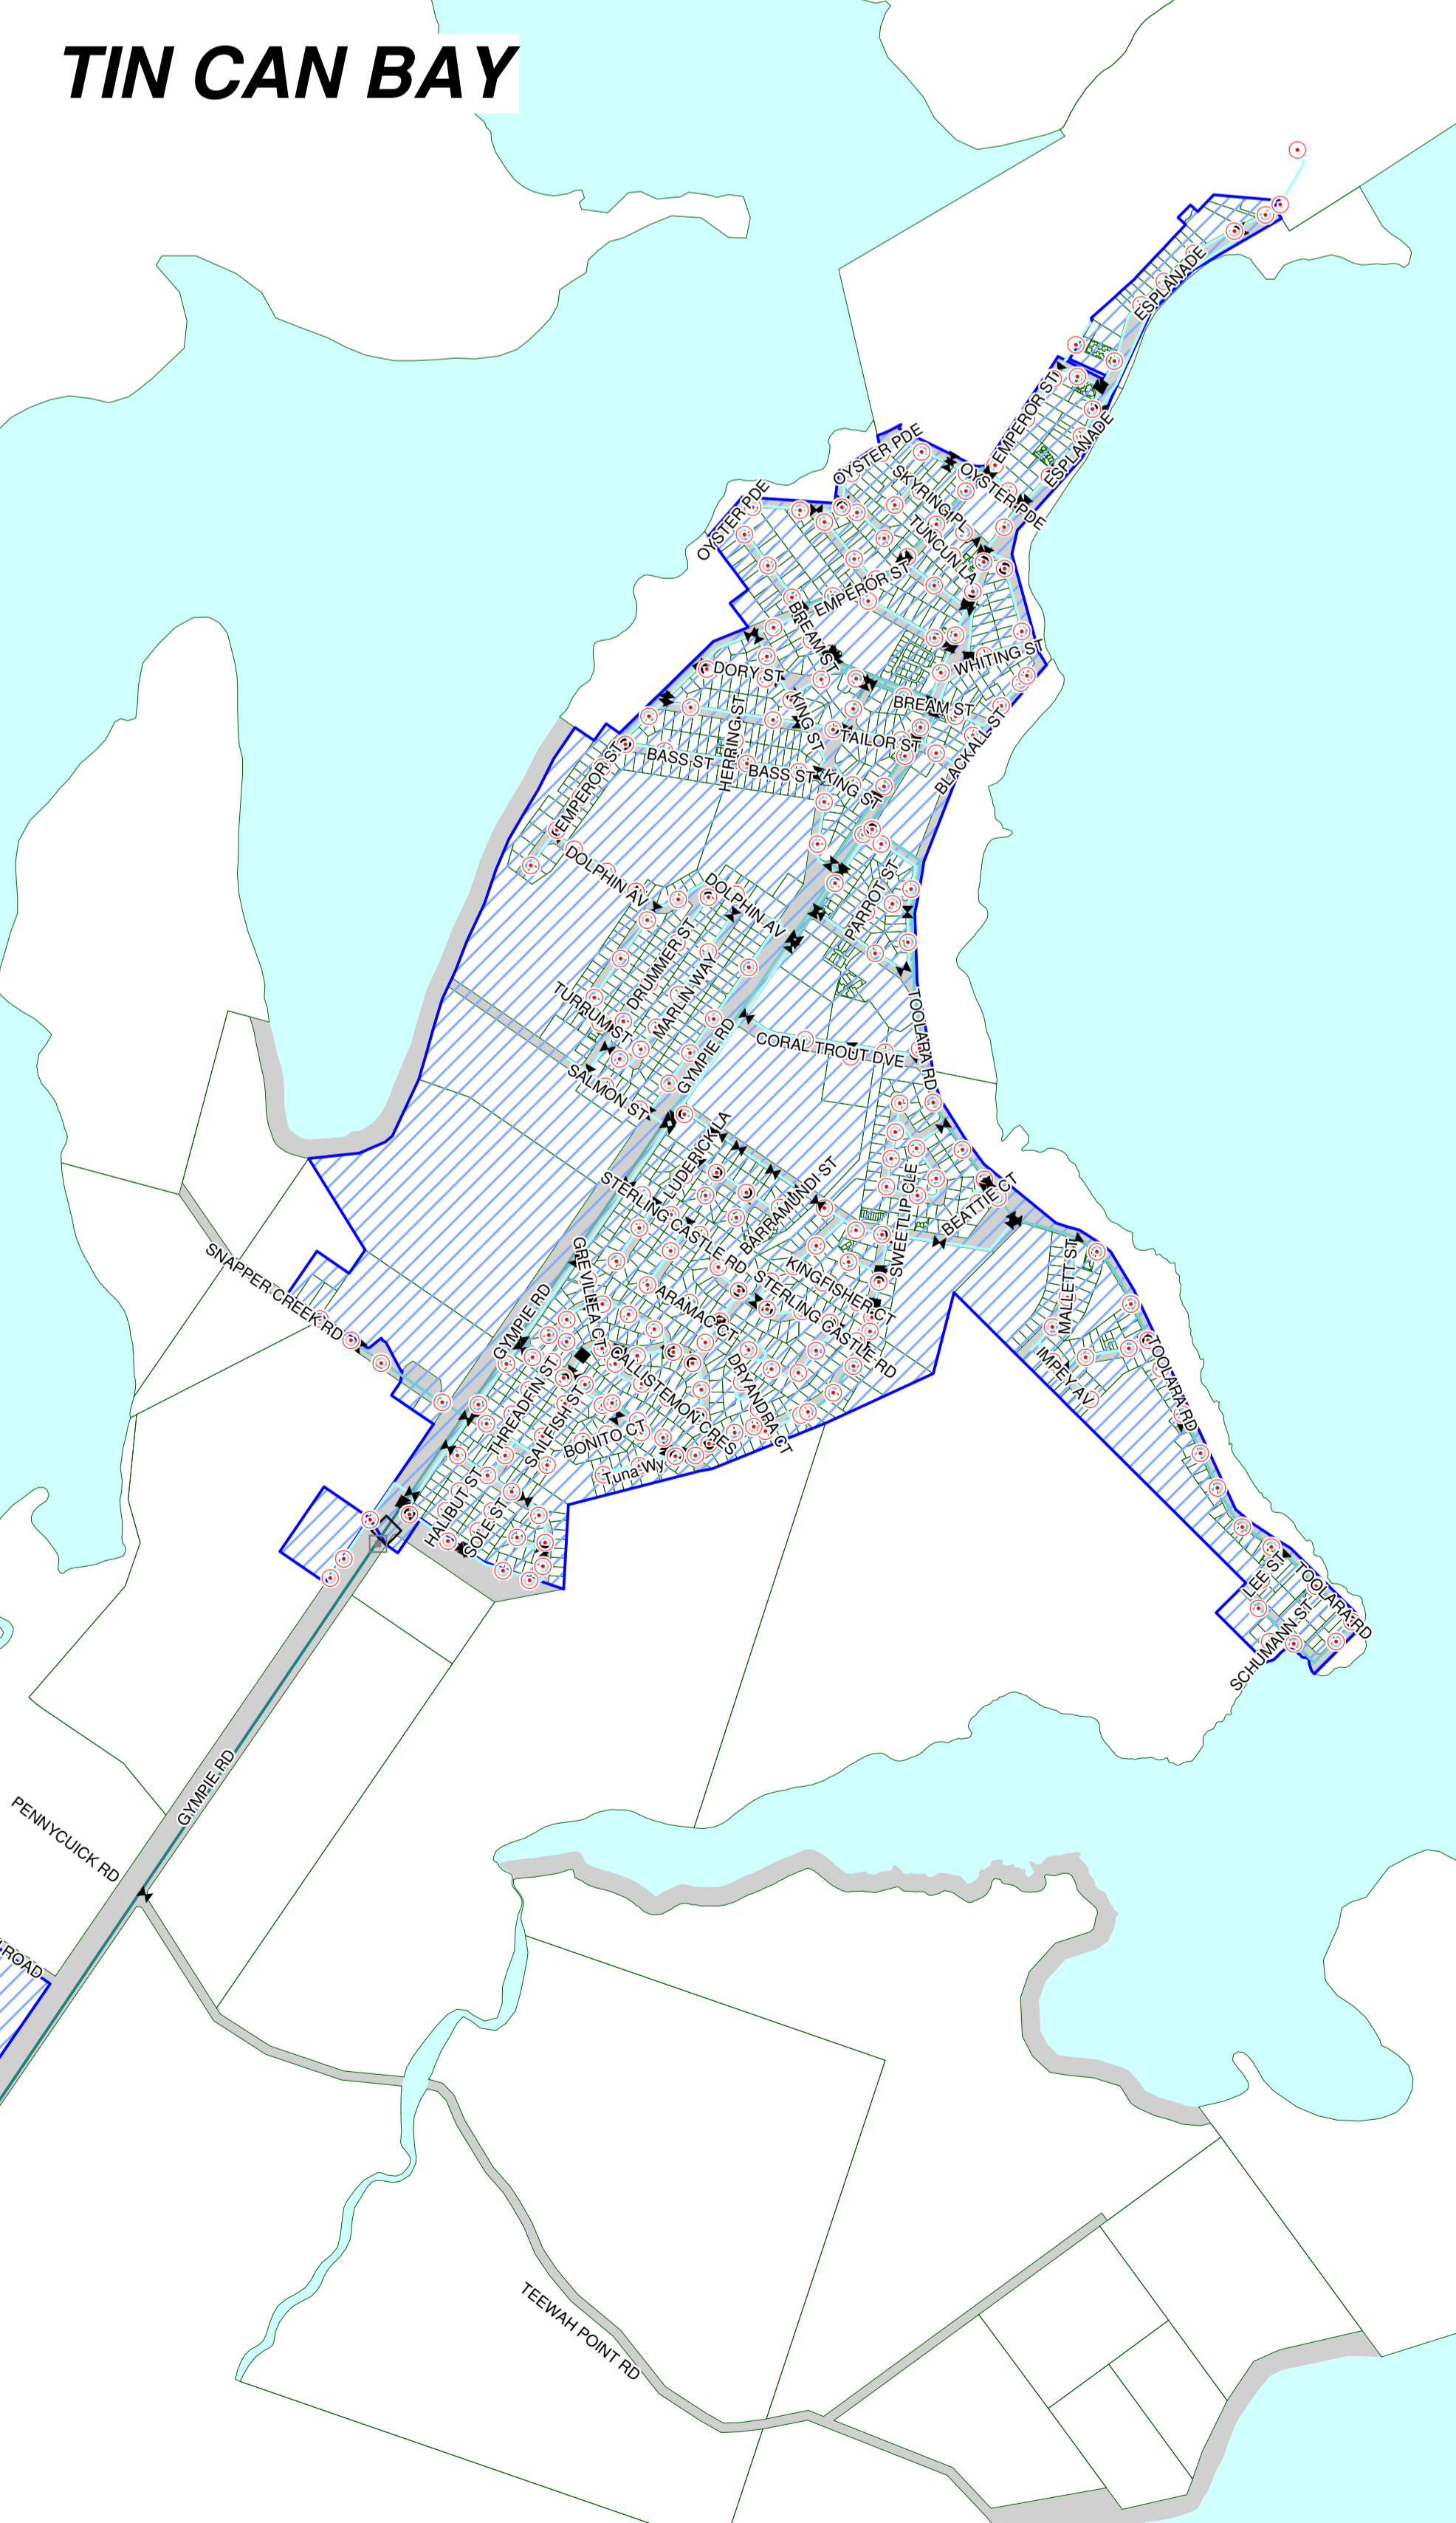 TIN CAN BAY
ESPLANADE
EMPEROR ST
ESPLANADE
OYSTER PDE
SKYRING PL
OYSTER PDE
OYSTER PDE
TUNCUN LA
EMPEROR ST
BREAM ST
WHITING ST
DORY ST
HERRING ST
KING ST
BREAM ST
TAILOR ST
BLACKALL ST
BASS ST
BASS ST
KING ST
EMPEROR ST
DOLPHIN AV
DOLPHIN AV
PARROT ST
DRUMMER ST
MARLIN WAY
TURRUM ST
GYMPIE RD
CORAL TROUT DVE
TOOLARA RD
SALMON ST
LUDERICK LA
STERLING CASTLE RD
BARRAMUNDI ST
SWEETLIP CLE
BEATTIE CT
SNAPPER CREEK RD
GREVILLEA CT
GYMPIE RD
ARAMAC CT
KINGFISHER CT
STERLING CASTLE RD
MALLETT ST
IMPEY AV
TOOLARA RD
THREADFIN ST
SAILFISH ST
CALLISTEMON CRES
DRYANDRA CT
BONITO CT
Tuna Wy
HALIBUT ST
SOLE ST
LEE ST
TOOLARA RD
SCHUMANN ST
GYMPIE RD
PENNYCUICK RD
ROAD
TEEWAH POINT RD